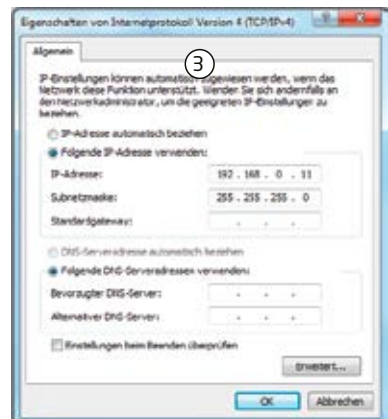 Eigenschaften von Internetprotokoll Version 4 (TCP/IPv4)
Allgemein
3
IP-Einstellungen können automatisch zugewiesen werden, wenn das
Netzwerk diese Funktion unterstützt. Wenden Sie sich andernfalls an
den Netzwerkadministrator, um die geeigneten IP-Einstellungen zu
beziehen.
IP-Adresse automatisch beziehen
Folgende IP-Adresse verwenden:
IP-Adresse: 192 . 168 . 0 . 11
Subnetzmaske: 255 . 255 . 255 . 0
Standardgateway: . . .
DNS-Serveradresse automatisch beziehen
Folgende DNS-Serveradressen verwenden:
Bevorzugter DNS-Server: . . .
Alternativer DNS-Server: . . .
Einstellungen beim Beenden überprüfen
Erweitert...
OK Abbrechen